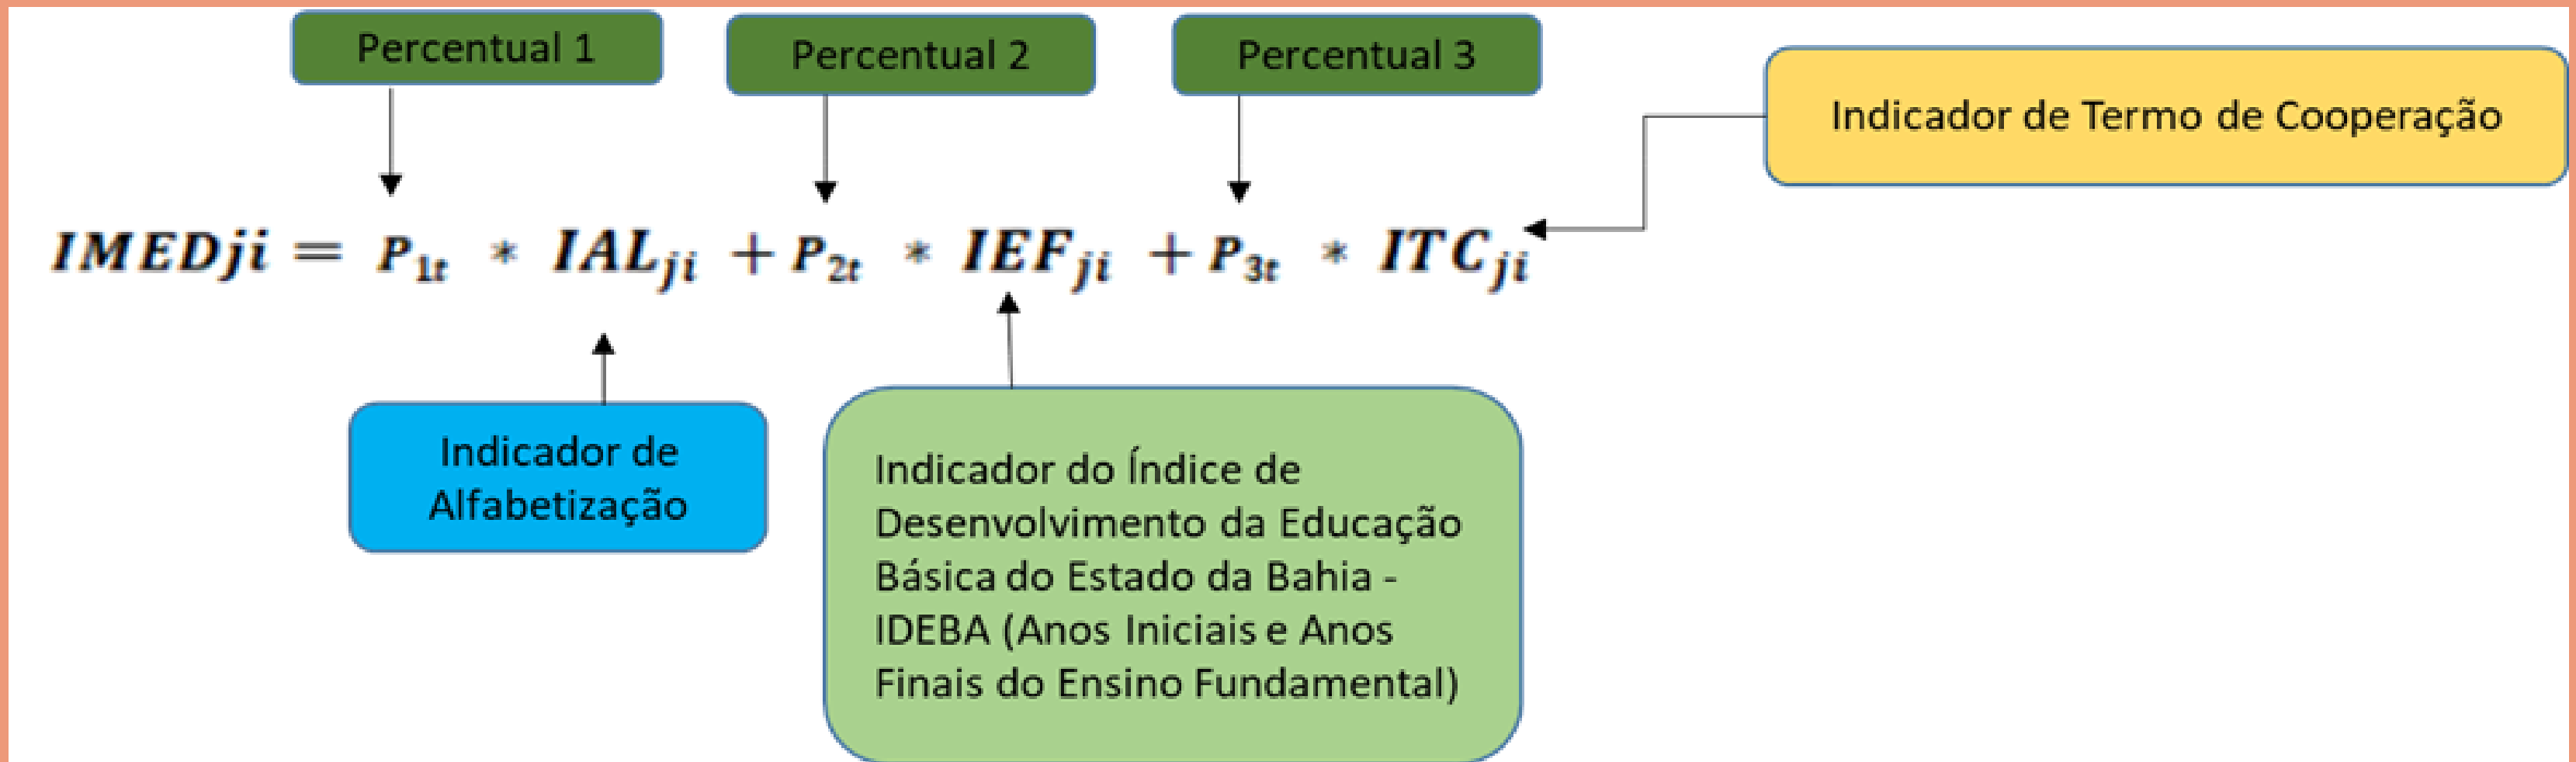 Percentual 1
Percentual 2
Percentual 3
Indicador de Termo de Cooperação
IMEDji = P1t * IALji + P2t * IEFji + P3t * ITCji
Indicador de
Alfabetização
Indicador do Índice de
Desenvolvimento da Educação
Básica do Estado da Bahia -
IDEBA (Anos Iniciais e Anos
Finais do Ensino Fundamental)